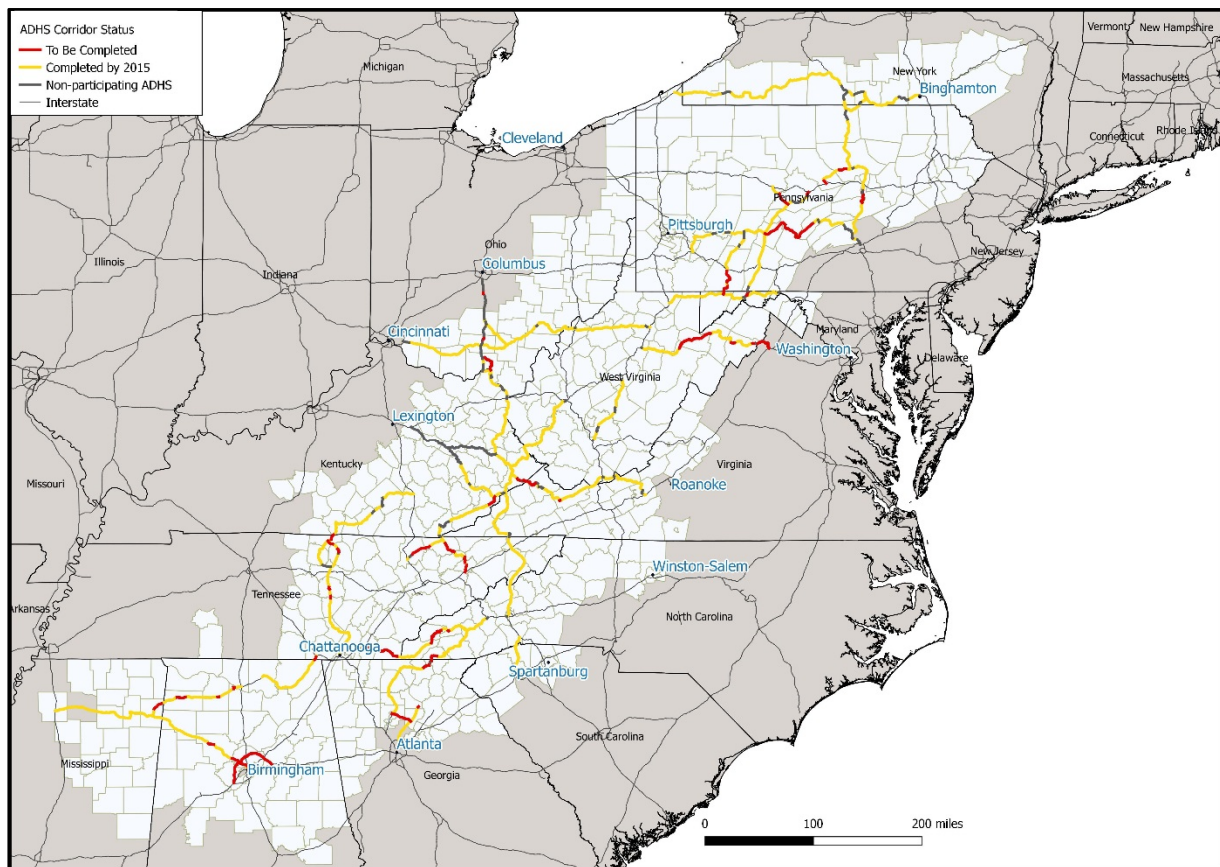 ADHS Corridor Status
To Be Completed
Completed by 2015
Non-participating ADHS
Interstate
Vermont
New Hampshire
Michigan
New York
Massachusetts
Binghamton
Cleveland
Connecticut
Rhode Isl
Pennsylvania
Pittsburgh
Ohio
New Jersey
Illinois
Indiana
Columbus
Cincinnati
Maryland
Washington
Delaware
West Virginia
Lexington
Kentucky
Virginia
Missouri
Roanoke
Winston-Salem
Tennessee
Arkansas
North Carolina
Chattanooga
Spartanburg
South Carolina
Atlanta
Mississippi
Birmingham
Georgia
0 100 200 miles